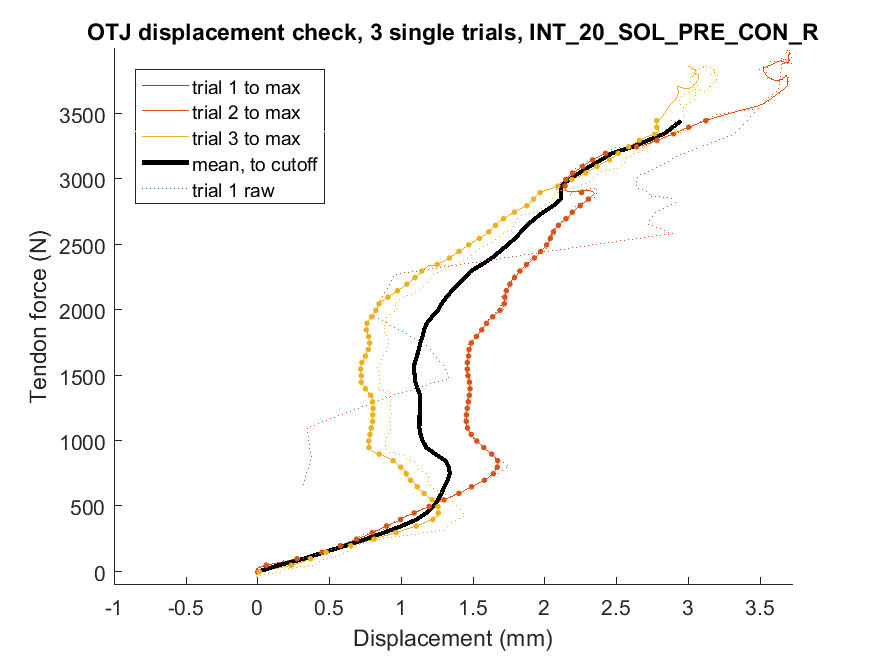 OTJ displacement check, 3 single trials, INT_20_SOL_PRE_CON_R
trial 1 to max
trial 2 to max
trial 3 to max
mean, to cutoff
trial 1 raw
Tendon force (N)
3500
3000
2500
2000
1500
1000
500
0
-1 -0.5 0 0.5 1 1.5 2 2.5 3 3.5
Displacement (mm)